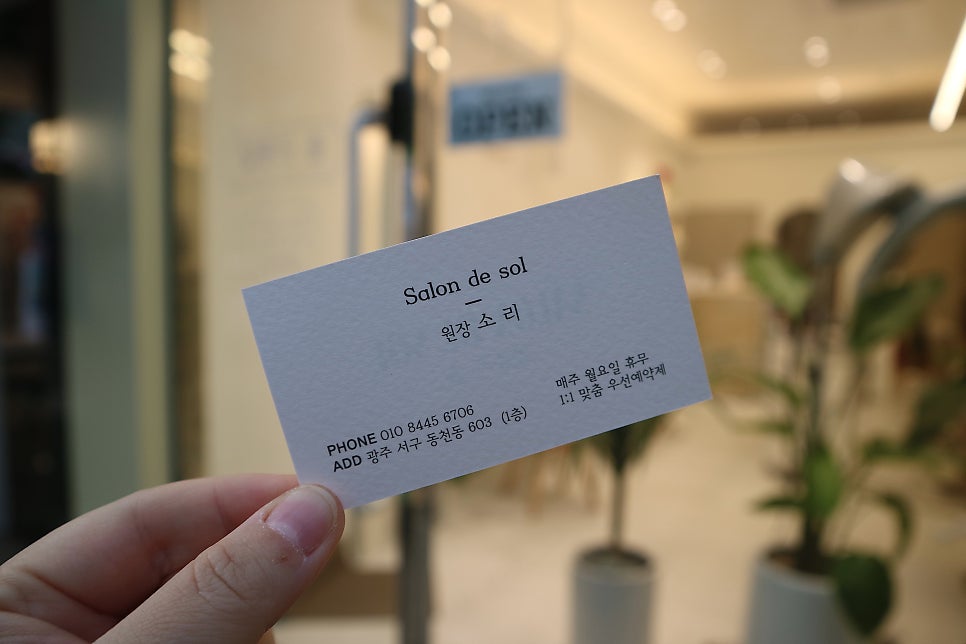 OPEN
Salon de sol
원장 소리
매주 월요일 휴무
1:1 맞춤 우선예약제
PHONE 010 8445 6706
ADD 광주 서구 동천동 603 (1층)